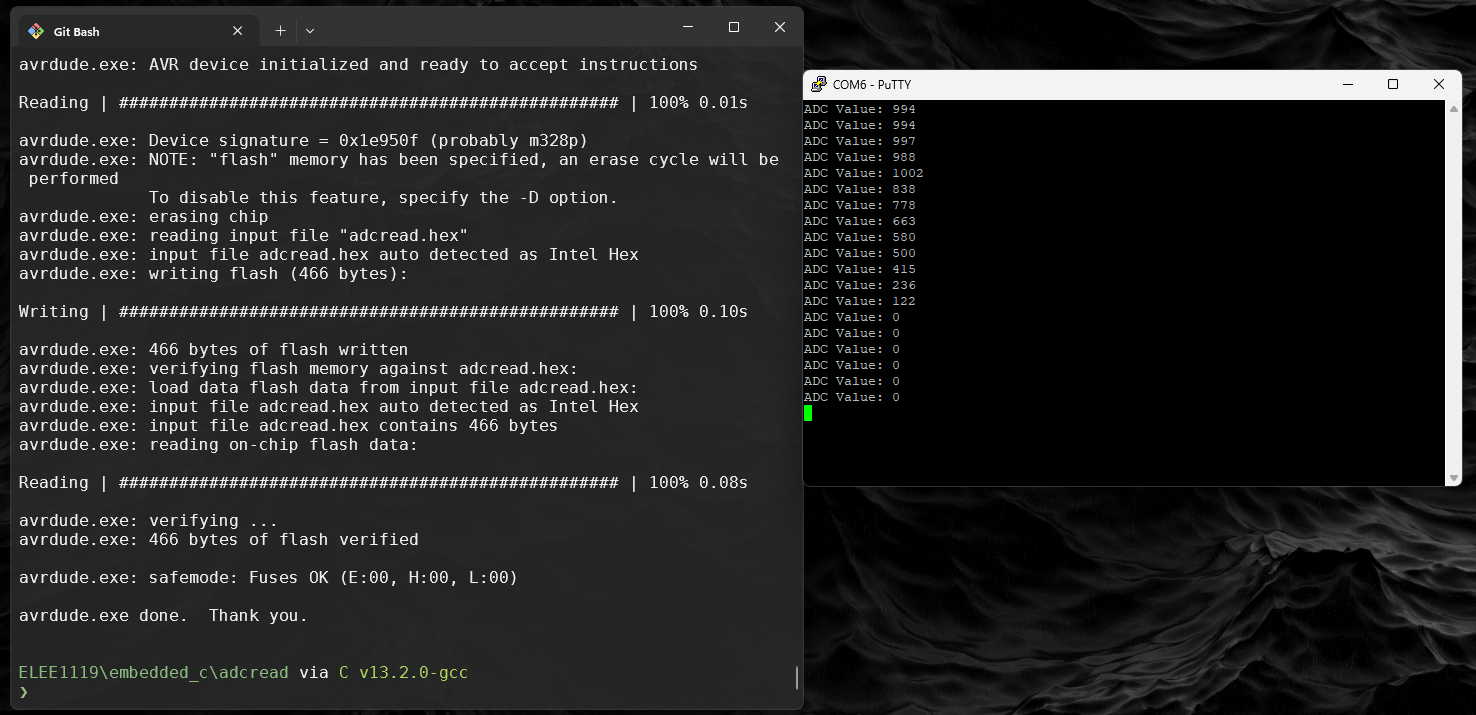 Git Bash
avrdude.exe: AVR device initialized and ready to accept instructions
Reading | ################################################## | 100% 0.01s
avrdude.exe: Device signature = 0x1e950f (probably m328p)
avrdude.exe: NOTE: "flash" memory has been specified, an erase cycle will be
performed
To disable this feature, specify the -D option.
avrdude.exe: erasing chip
avrdude.exe: reading input file "adcread.hex"
avrdude.exe: input file adcread.hex auto detected as Intel Hex
avrdude.exe: writing flash (466 bytes):
Writing | ################################################## | 100% 0.10s
avrdude.exe: 466 bytes of flash written
avrdude.exe: verifying flash memory against adcread.hex:
avrdude.exe: load data flash data from input file adcread.hex:
avrdude.exe: input file adcread.hex auto detected as Intel Hex
avrdude.exe: input file adcread.hex contains 466 bytes
avrdude.exe: reading on-chip flash data:
Reading | ################################################## | 100% 0.08s
avrdude.exe: verifying ...
avrdude.exe: 466 bytes of flash verified
avrdude.exe: safemode: Fuses OK (E:00, H:00, L:00)
avrdude.exe done.  Thank you.
ELEE1119\embedded_c\adcread via C v13.2.0-gcc
❯
COM6 - PuTTY
ADC Value: 994
ADC Value: 994
ADC Value: 997
ADC Value: 988
ADC Value: 1002
ADC Value: 838
ADC Value: 778
ADC Value: 663
ADC Value: 580
ADC Value: 500
ADC Value: 415
ADC Value: 236
ADC Value: 122
ADC Value: 0
ADC Value: 0
ADC Value: 0
ADC Value: 0
ADC Value: 0
ADC Value: 0